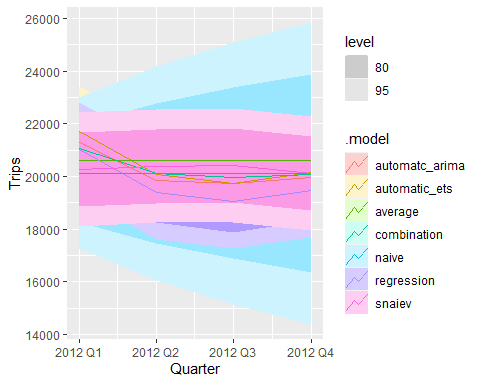 26000
24000
22000
20000
18000
16000
14000
Trips
2012 Q1
2012 Q2
2012 Q3
2012 Q4
Quarter
level
80
95
.model
automatc_arima
automatic_ets
average
combination
naive
regression
snaiev